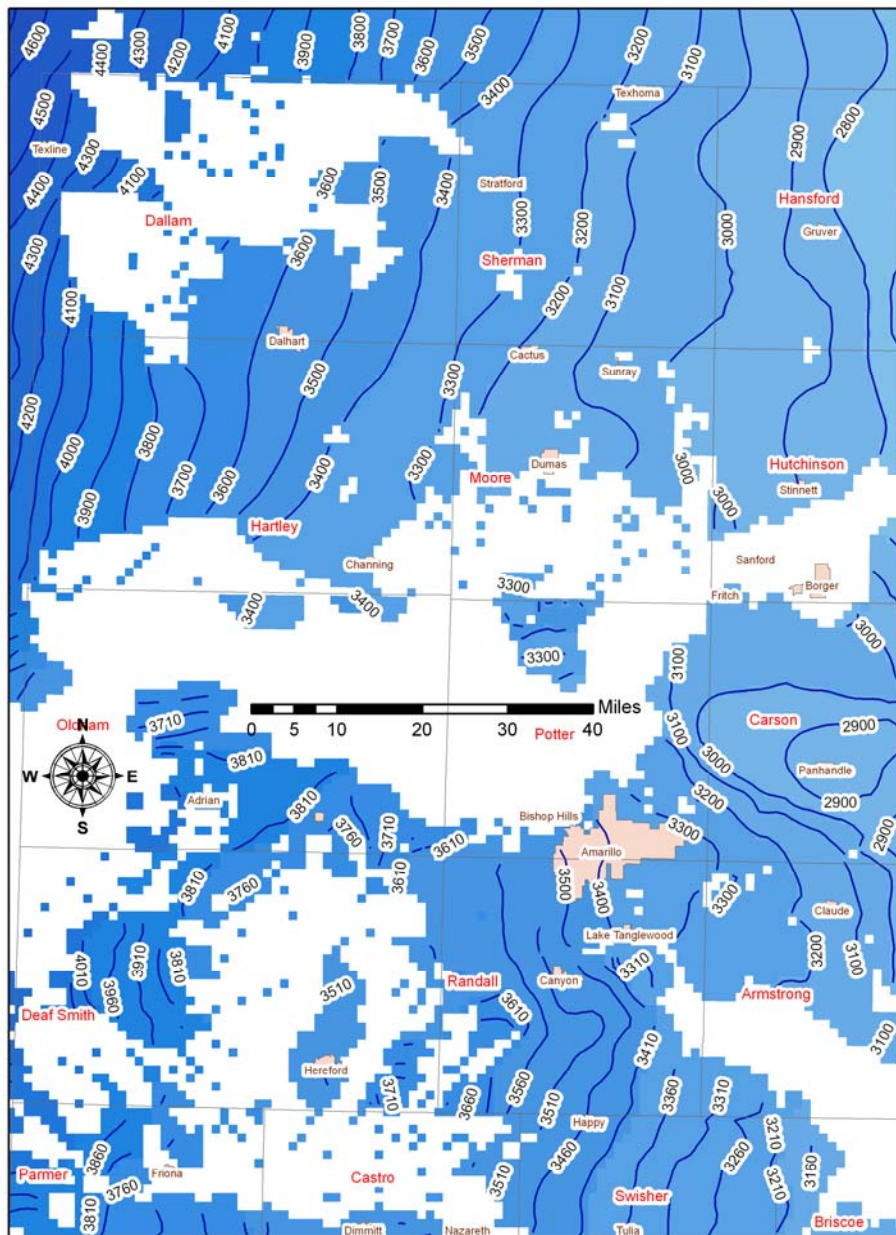 4600
4400
4300
4200
4100
3900
3800
3700
3600
3500
3200
3100
4500
3400
Texhoma
2900
2800
Texline
4300
4400
4100
3600
3500
3400
Stratford
3300
3200
Hansford
Dallam
3000
Gruver
4300
3600
Sherman
4100
3200
3100
Dalhart
Cactus
Sunray
3500
3300
4200
4000
3800
3700
3600
3400
3300
Moore
Dumas
3000
Hutchinson
Stinnett
3900
Hartley
3000
Channing
Sanford
3300
Fritch
Borger
3400
3400
3000
3300
3100
Miles
0 5 10 20 30 40
3710
Oldham
N
W
E
S
Potter
3100
Carson
2900
3000
Panhandle
3810
Adrian
3810
3760
3710
3610
Bishop Hills
3200
3300
2900
2900
Amarillo
3810
3760
3610
3500
3400
3300
Claude
Lake Tanglewood
3200
3100
4010
3960
3910
3810
3510
Randall
3610
Canyon
3310
Armstrong
Deaf Smith
3100
Hereford
3710
3660
3560
3510
3460
3410
3360
3310
Happy
3210
3260
3210
3160
Parmer
3860
3760
3810
Friona
Castro
3510
Swisher
Briscoe
Dimmitt
Nazareth
Tulia